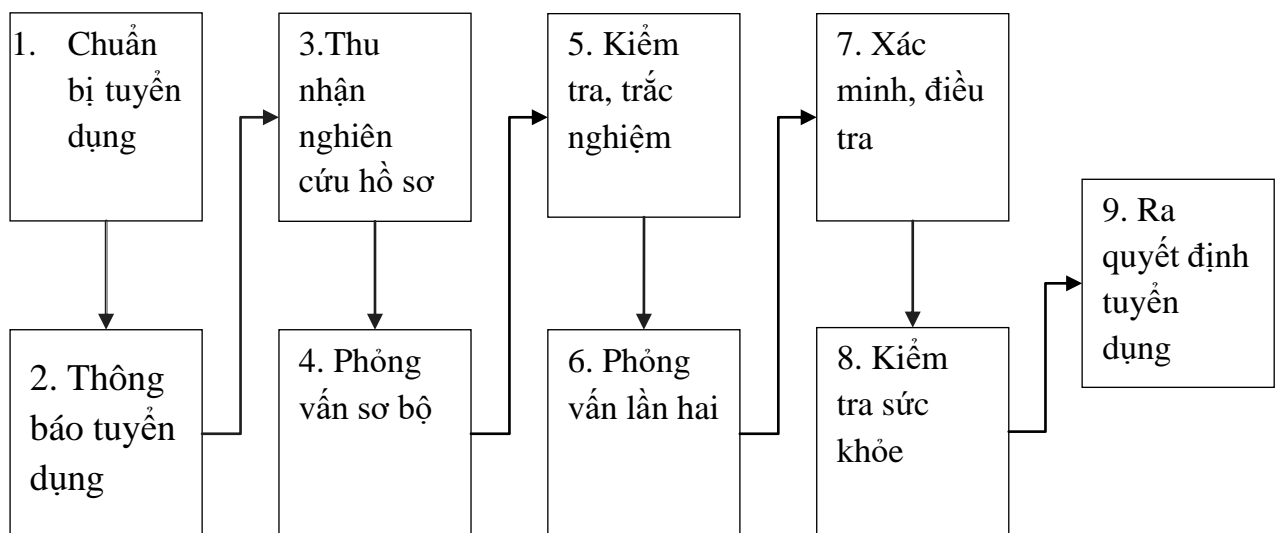 1. Chuẩn
bị tuyển
dụng
2. Thông
báo tuyển
dụng
3.Thu
nhận
nghiên
cứu hồ sơ
4. Phỏng
vấn sơ bộ
5. Kiểm
tra, trắc
nghiệm
6. Phỏng
vấn lần hai
7. Xác
minh, điều
tra
8. Kiểm
tra sức
khỏe
9. Ra
quyết định
tuyển
dụng